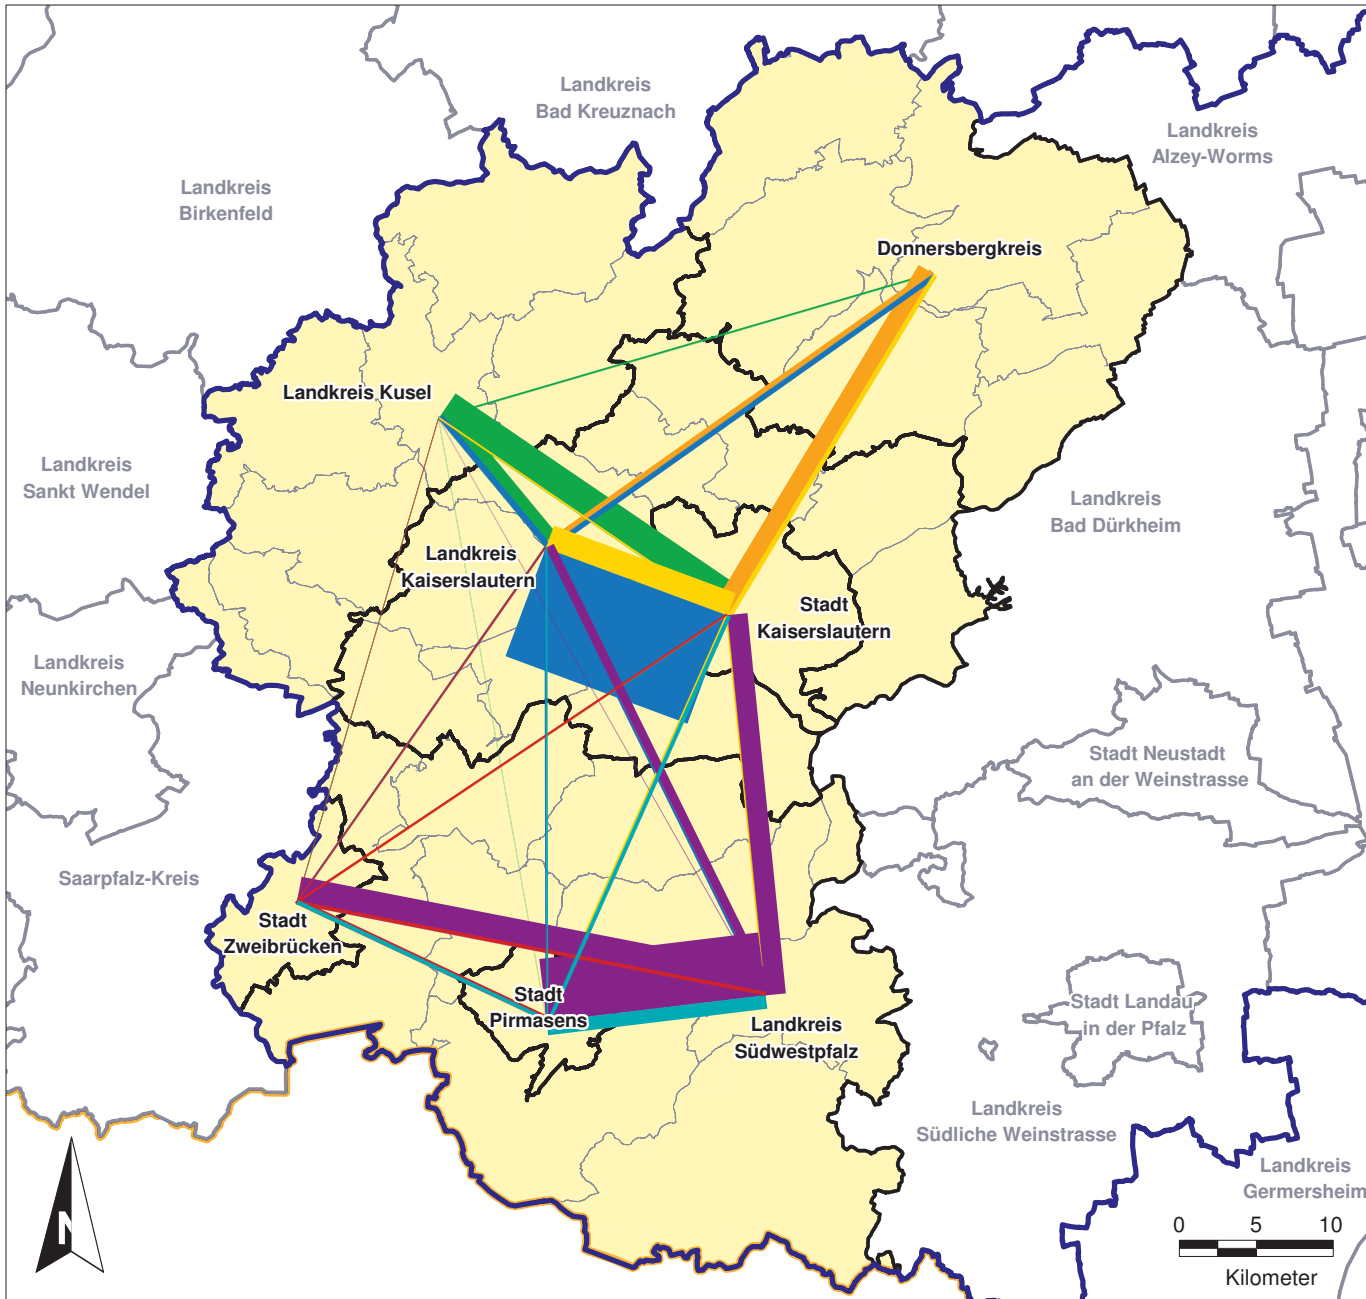 Landkreis
Bad Kreuznach
Landkreis
Alzey-Worms
Landkreis
Birkenfeld
Donnersbergkreis
Landkreis Kusel
Landkreis
Sankt Wendel
Landkreis
Bad Dürkheim
Landkreis
Kaiserslautern
Stadt
Kaiserslautern
Landkreis
Neunkirchen
Stadt Neustadt
an der Weinstrasse
Saarpfalz-Kreis
Stadt
Zweibrücken
Stadt
Pirmasens
Landkreis
Südwestpfalz
Stadt Landau
in der Pfalz
Landkreis
Südliche Weinstrasse
Landkreis
Germersheim
N
0 5 10
Kilometer